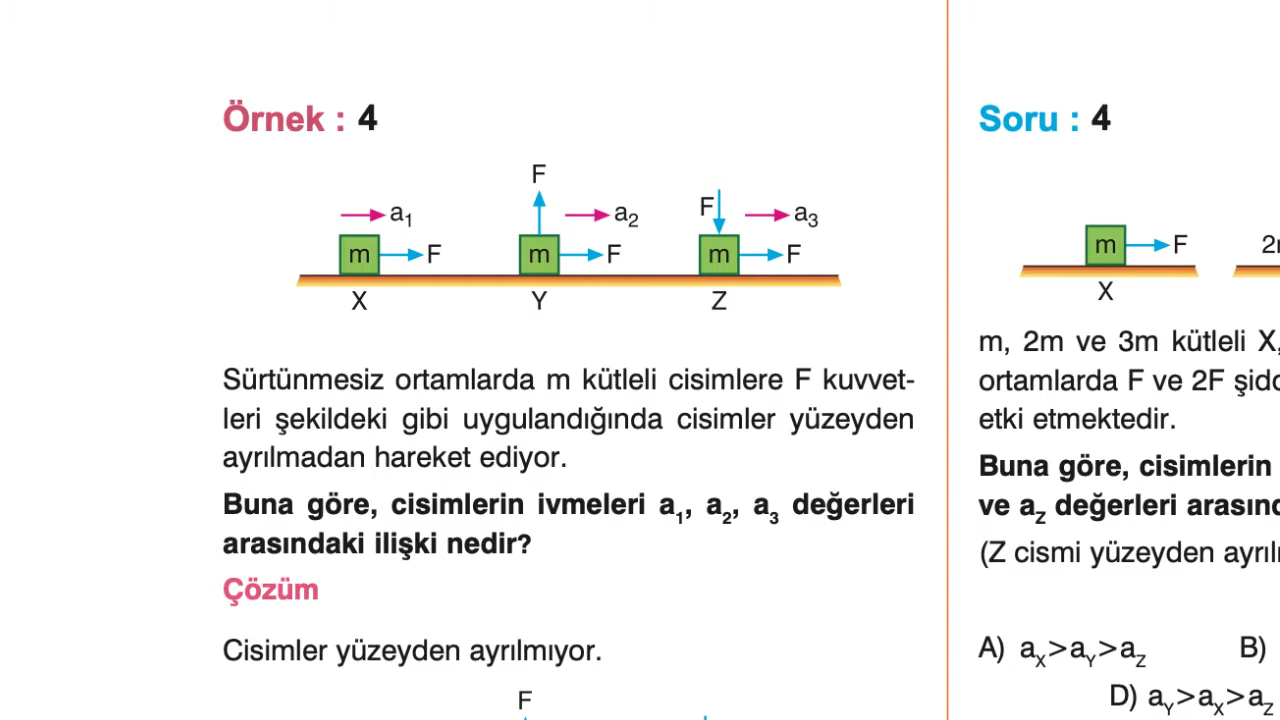 Örnek : 4
F
a1
a2
F
a3
m
F
m
F
m
F
X
Y
Z
Sürtünmesiz ortamlarda m kütleli cisimlere F kuvvet-
leri şekildeki gibi uygulandığında cisimler yüzeyden
ayrılmadan hareket ediyor.
Buna göre, cisimlerin ivmeleri a1, a2, a3 değerleri
arasındaki ilişki nedir?
Çözüm
Cisimler yüzeyden ayrılmıyor.
F
Soru : 4
m
F
X
m, 2m ve 3m kütleli X,
ortamlarda F ve 2F
etki etmektedir.
Buna göre, cisimlerin
ve aZ değerleri
(Z cismi yüzeyden
A) aX>aY>aZ
B)
D) aY>aX>aZ